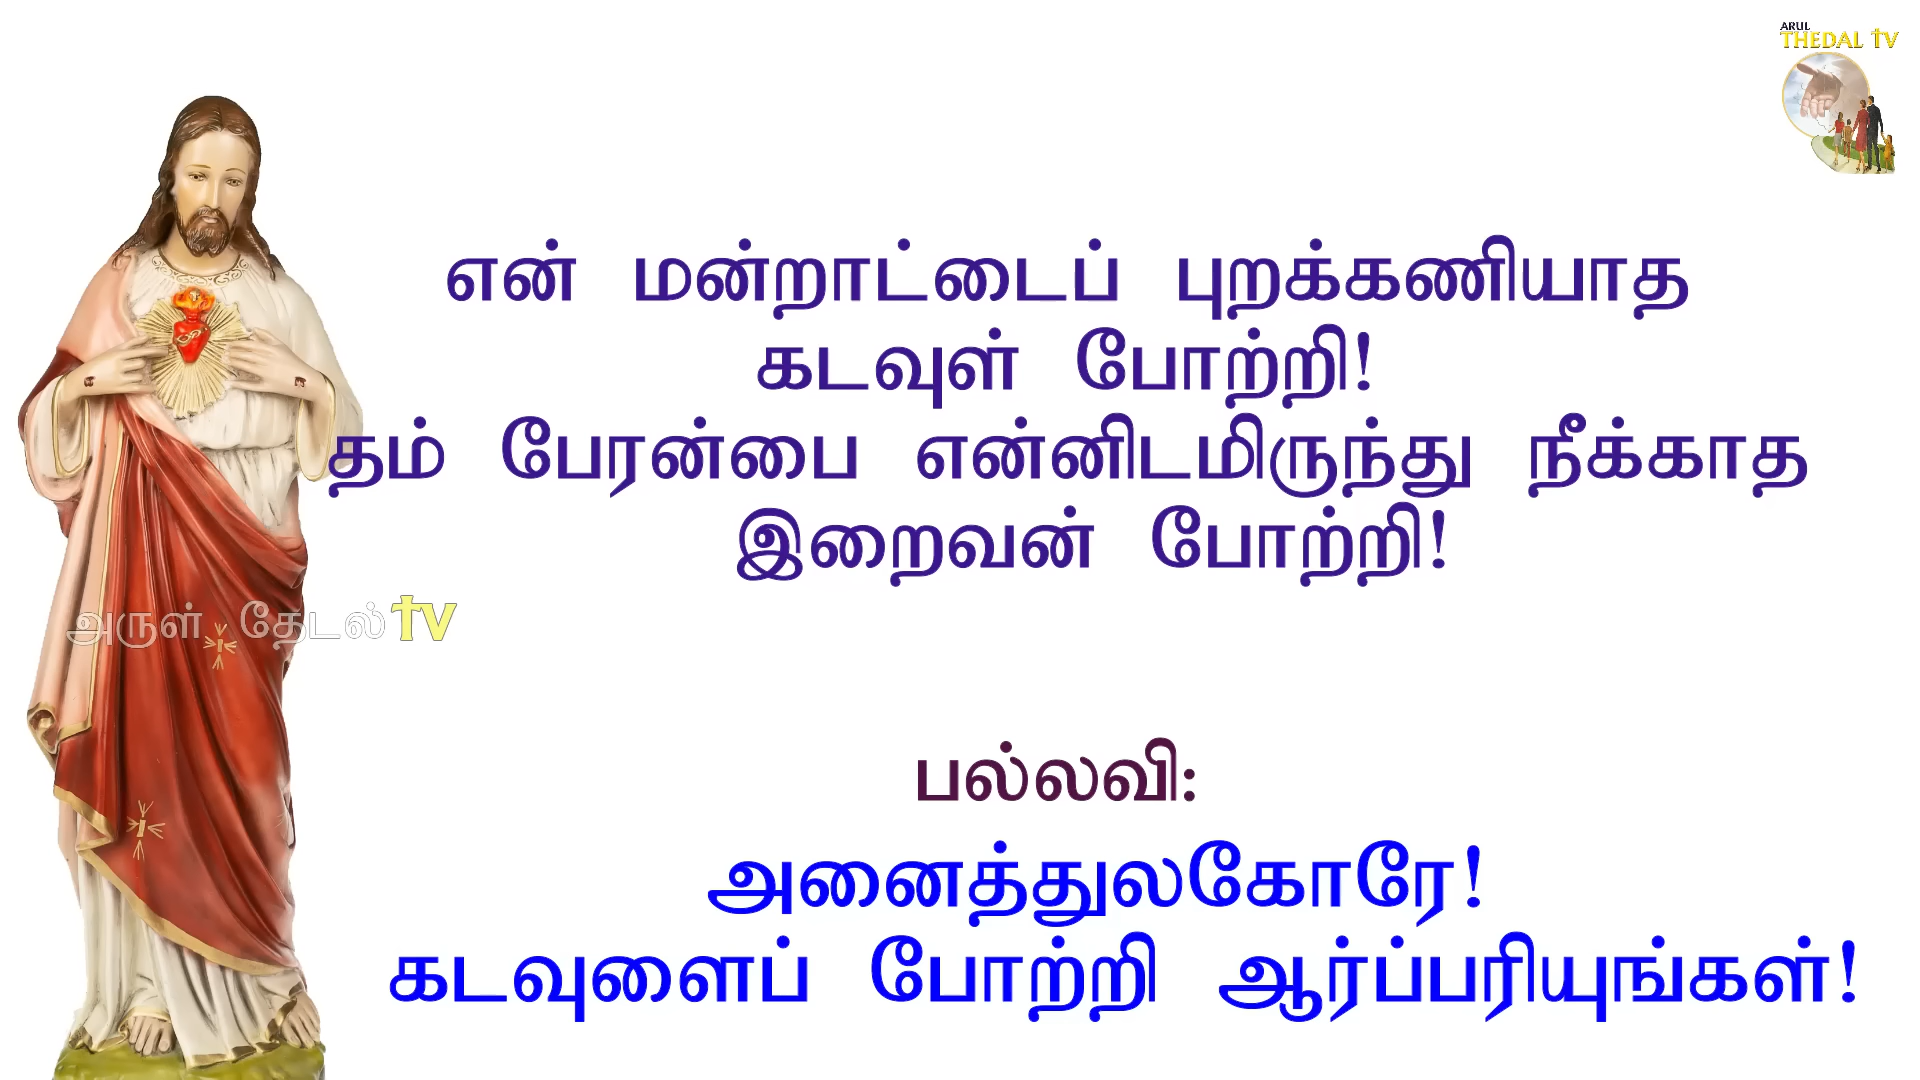 ARUL
THEDAL TV
என் மன்றாட்டைப் புறக்கணியாத
கடவுள் போற்றி!
தம் பேரன்பை என்னிடமிருந்து நீக்காத
இறைவன் போற்றி!
அருள் தேடல் TV
பல்லவி:
அனைத்துலகோரே!
கடவுளைப் போற்றி ஆர்ப்பரியுங்கள்!